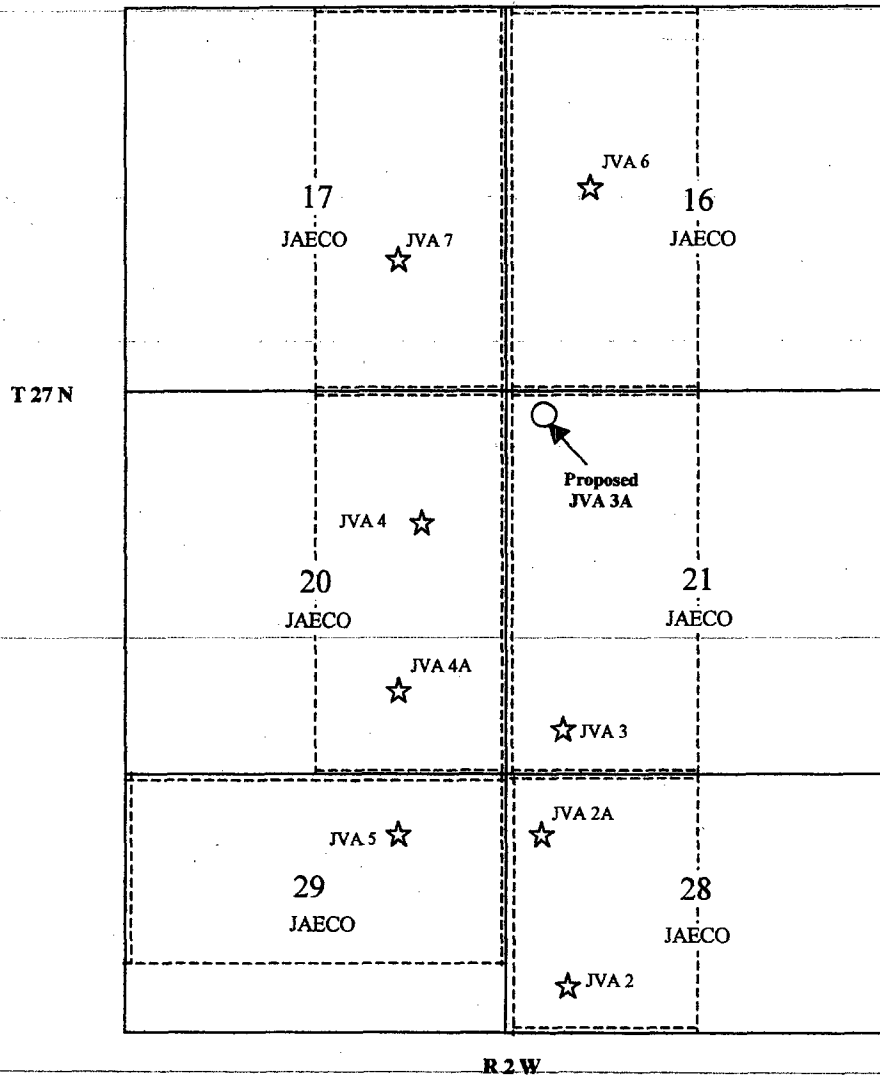 JVA 6
17
16
JAECO
JVA 7
JAECO
T 27 N
Proposed
JVA 3A
JVA 4
20
21
JAECO
JAECO
JVA 4A
JVA 3
JVA 2A
JVA 5
29
28
JAECO
JAECO
JVA 2
R 2 W